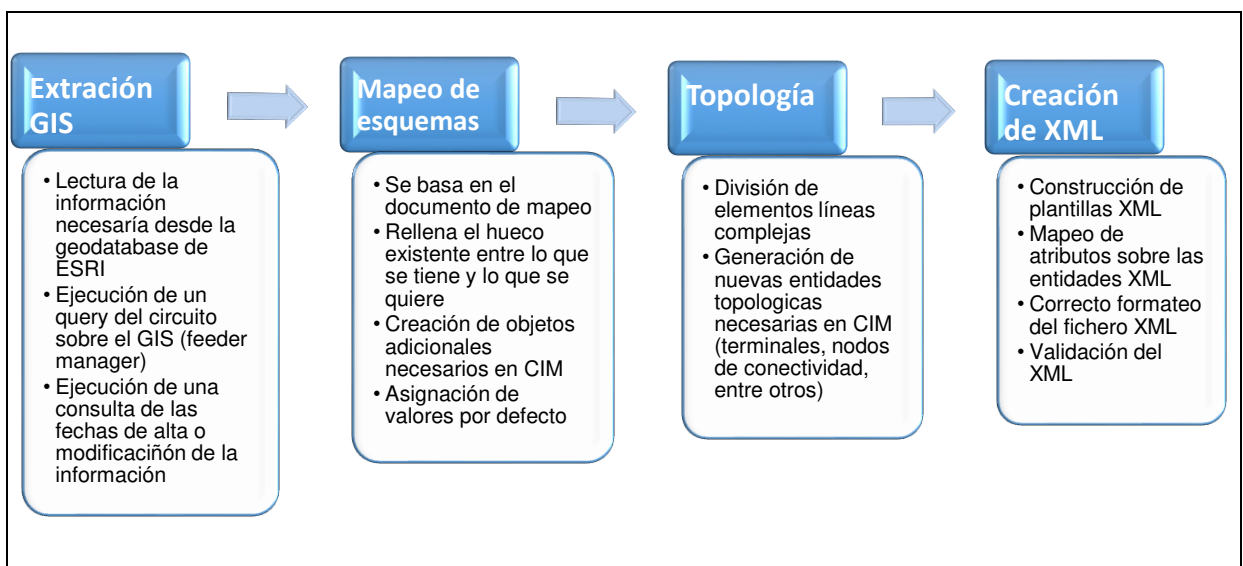 Extración
GIS
• Lectura de la
información
necesaría desde la
geodatabase de
ESRI
• Ejecución de un
query del circuito
sobre el GIS (feeder
manager)
• Ejecución de una
consulta de las
fechas de alta o
modificaciñón de la
información
Mapeo de
esquemas
• Se basa en el
documento de mapeo
• Rellena el hueco
existente entre lo que
se tiene y lo que se
quiere
• Creación de objetos
adicionales
necesarios en CIM
• Asignación de
valores por defecto
Topología
• División de
elementos líneas
complejas
• Generación de
nuevas entidades
topologicas
necesarias en CIM
(terminales, nodos
de conectividad,
entre otros)
Creación
de XML
• Construcción de
plantillas XML
• Mapeo de
atributos sobre las
entidades XML
• Correcto formateo
del fichero XML
• Validación del
XML